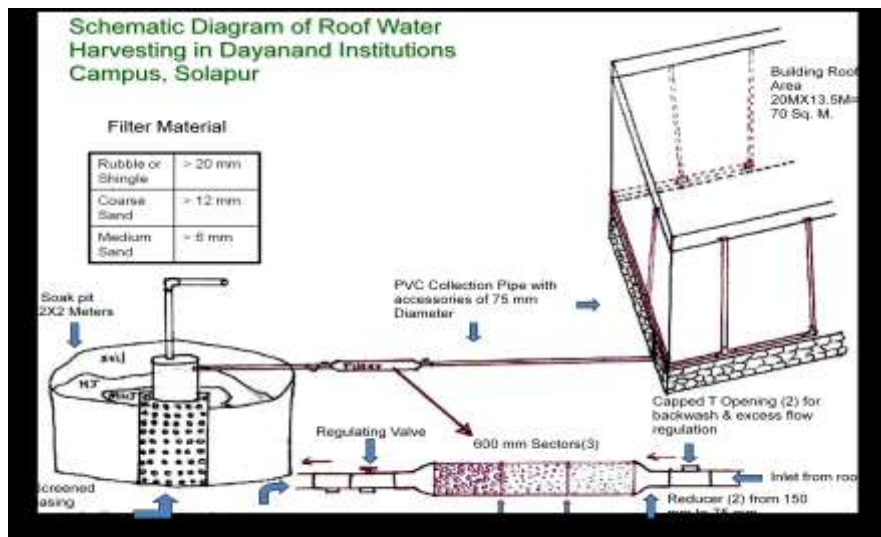 Schematic Diagram of Roof Water
Harvesting in Dayanand Institutions
Campus, Solapur
Building Roof
Area
20MX13.5M=
70 Sq. M.
Filter Material
Rubble or
Shingle
> 20 mm
Coarse
Sand
> 12 mm
Medium
Sand
> 6 mm
Soak pit
2X2 Meters
PVC Collection Pipe with
accessories of 75 mm
Diameter
Filter
Capped T Opening (2) for
backwash & excess flow
regulation
Regulating Valve
600 mm Sectors(3)
Inlet from roo
creened
asing
Reducer (2) from 150
mm to 75 mm